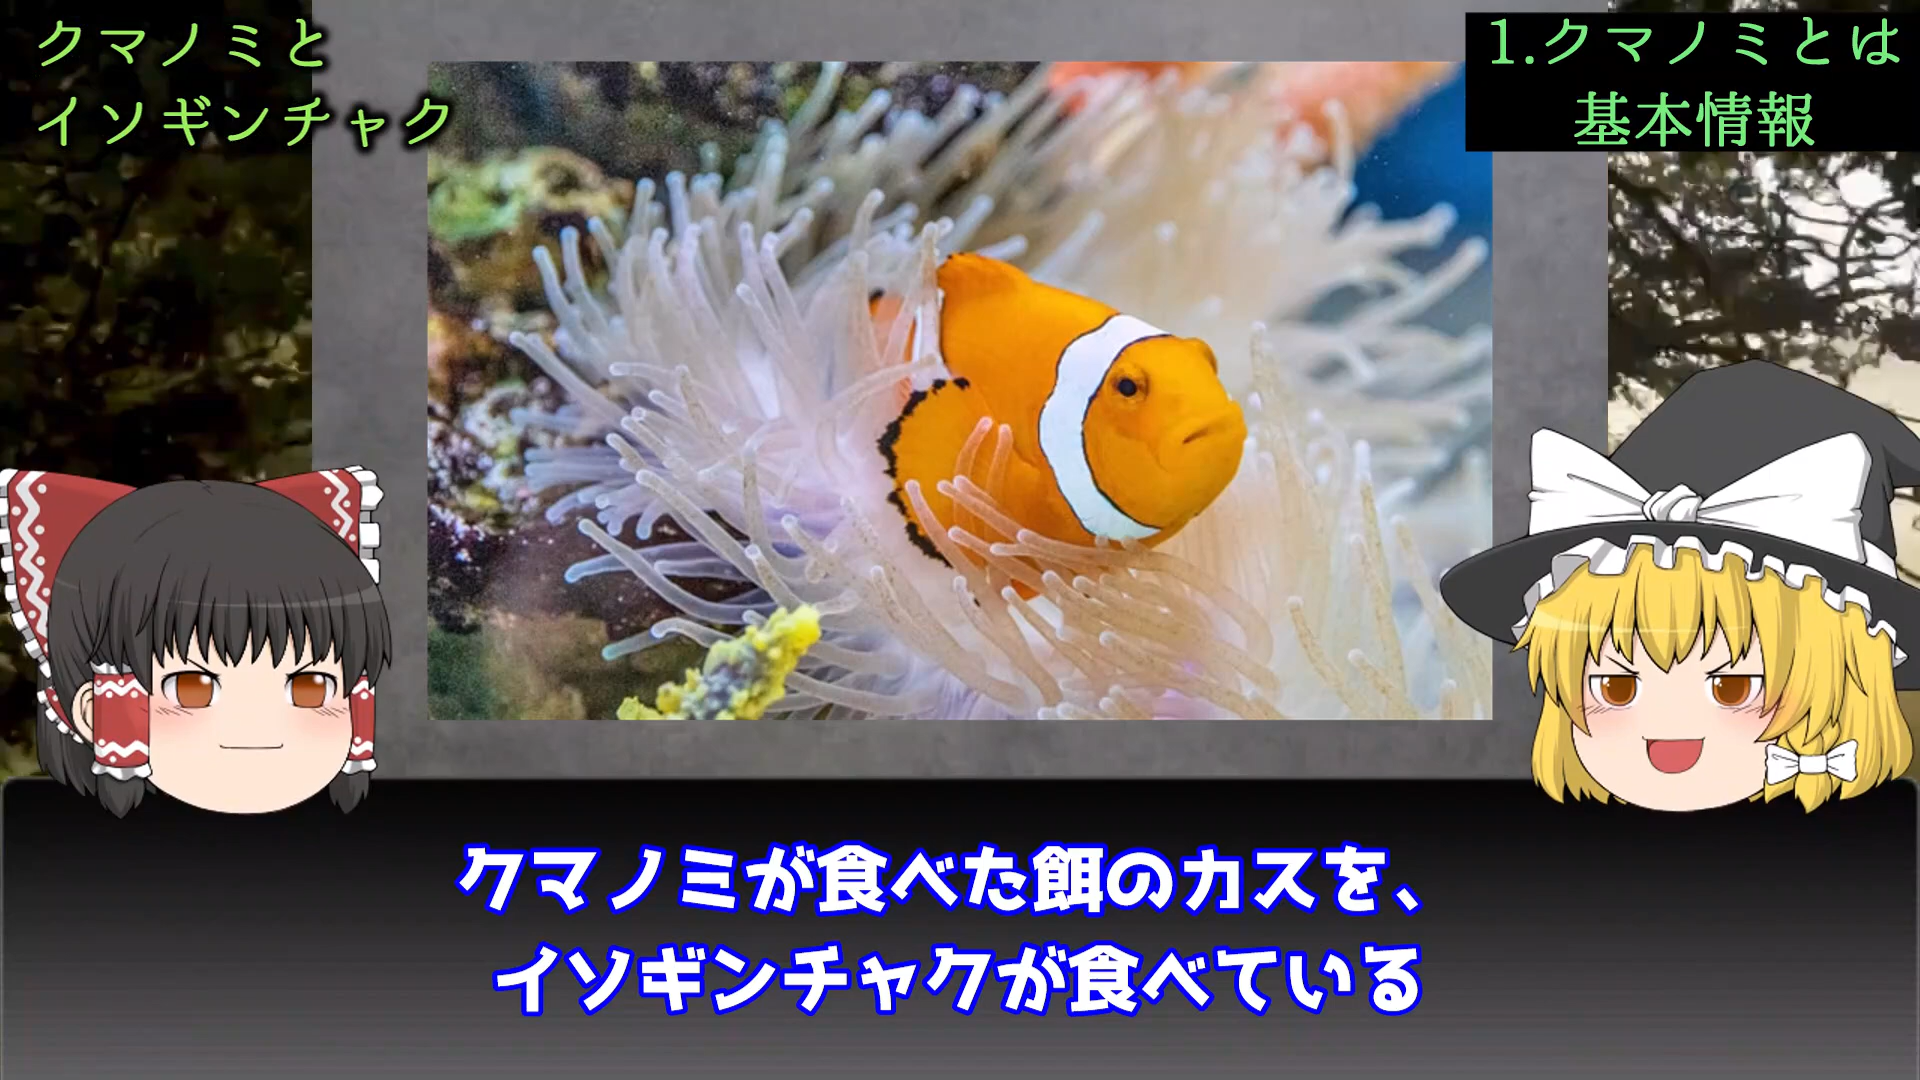 クマノミと
イソギンチャク
1.クマノミとは
基本情報
クマノミが食べた餌のカスを、
イソギンチャクが食べている